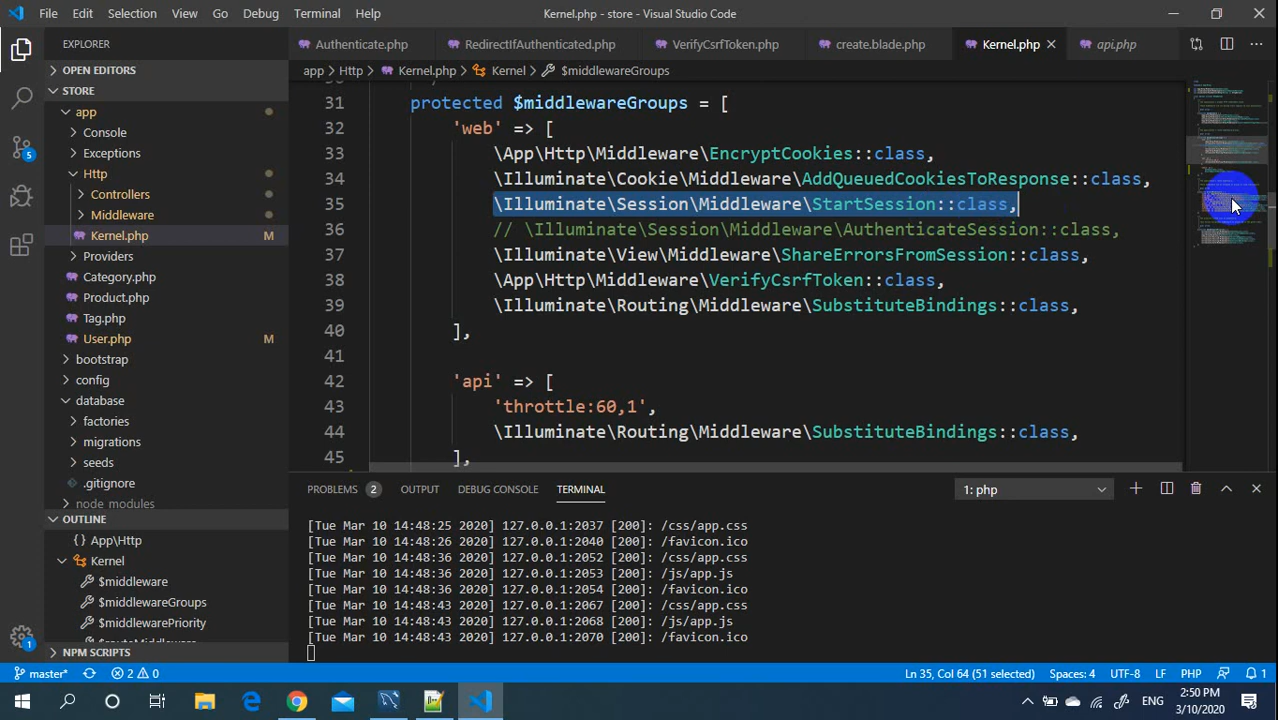 File Edit Selection View Go Debug Terminal Help
Kernel.php - store - Visual Studio Code
EXPLORER
Authenticate.php
RedirectIfAuthenticated.php
VerifyCsrfToken.php
create.blade.php
Kernel.php
api.php
OPEN EDITORS
STORE
app
Console
Exceptions
Http
Controllers
Middleware
Kernel.php M
Providers
Category.php
Product.php
Tag.php
User.php M
bootstrap
config
database
factories
migrations
seeds
.gitignore
node_modules
OUTLINE
{} App\Http
Kernel
$middleware
$middlewareGroups
$middlewarePriority
$routeMiddleware
NPM SCRIPTS
5
1
app > Http > Kernel.php > Kernel > $middlewareGroups
31 protected $middlewareGroups = [
32 'web' => [
33 \App\Http\Middleware\EncryptCookies::class,
34 \Illuminate\Cookie\Middleware\AddQueuedCookiesToResponse::class,
35 \Illuminate\Session\Middleware\StartSession::class,
36 // \Illuminate\Session\Middleware\AuthenticateSession::class,
37 \Illuminate\View\Middleware\ShareErrorsFromSession::class,
38 \App\Http\Middleware\VerifyCsrfToken::class,
39 \Illuminate\Routing\Middleware\SubstituteBindings::class,
40 ],
41
42 'api' => [
43 'throttle:60,1',
44 \Illuminate\Routing\Middleware\SubstituteBindings::class,
45 ],
PROBLEMS 2 OUTPUT DEBUG CONSOLE TERMINAL
1: php
[Tue Mar 10 14:48:25 2020] 127.0.0.1:2037 [200]: /css/app.css
[Tue Mar 10 14:48:26 2020] 127.0.0.1:2040 [200]: /favicon.ico
[Tue Mar 10 14:48:36 2020] 127.0.0.1:2052 [200]: /css/app.css
[Tue Mar 10 14:48:36 2020] 127.0.0.1:2053 [200]: /js/app.js
[Tue Mar 10 14:48:36 2020] 127.0.0.1:2054 [200]: /favicon.ico
[Tue Mar 10 14:48:43 2020] 127.0.0.1:2067 [200]: /css/app.css
[Tue Mar 10 14:48:43 2020] 127.0.0.1:2068 [200]: /js/app.js
[Tue Mar 10 14:48:43 2020] 127.0.0.1:2070 [200]: /favicon.ico
master* 2 0
Ln 35, Col 64 (51 selected) Spaces: 4 UTF-8 LF PHP 1
ENG
2:50 PM
3/10/2020